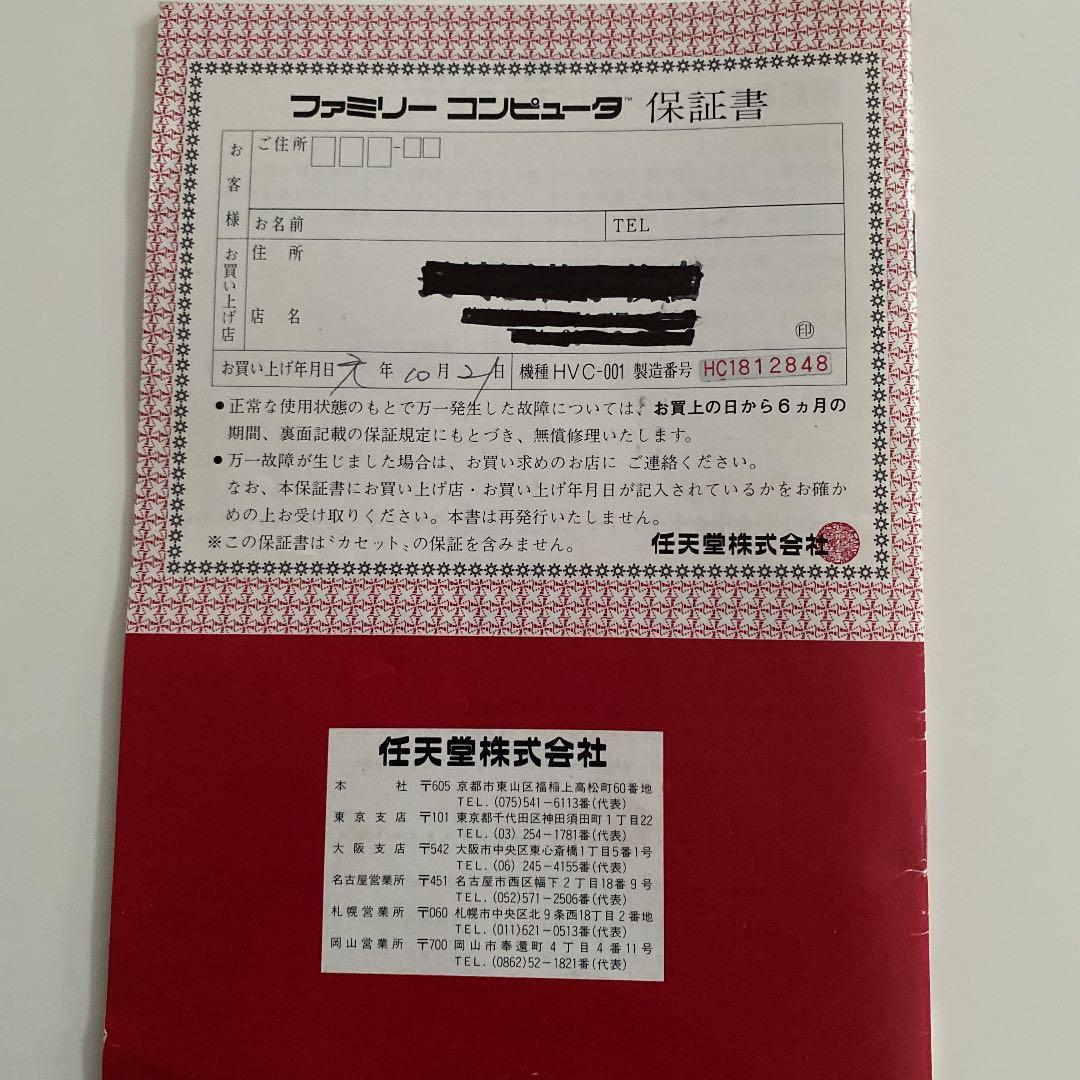 ファミリー コンピュータ™ 保証書
お客様
ご住所 □□□-□□
お名前 TEL
お買い上げ店
住 所
店 名 ㊞
お買い上げ年月日 元 年 10 月 21 日 機種 HVC-001 製造番号 HC1812848
●正常な使用状態のもとで万一発生した故障については、お買上の日から6ヵ月の
期間、裏面記載の保証規定にもとづき、無償修理いたします。
●万一故障が生じました場合は、お買い求めのお店に ご連絡ください。
なお、本保証書にお買い上げ店・お買い上げ年月日が記入されているかをお確か
めの上お受け取りください。本書は再発行いたしません。
※この保証書は〝カセット〟の保証を含みません。
任天堂株式会社
任天堂株式会社
本 社 〒605 京都市東山区福稲上高松町60番地
TEL.(075)541-6113番(代表)
東京支店 〒101 東京都千代田区神田須田町1丁目22
TEL.(03) 254-1781番(代表)
大阪支店 〒542 大阪市中央区東心斎橋1丁目5番1号
TEL.(06) 245-4155番(代表)
名古屋営業所 〒451 名古屋市西区幅下2丁目18番9号
TEL.(052)571-2506番(代表)
札幌営業所 〒060 札幌市中央区北9条西18丁目2番地
TEL.(011)621-0513番(代表)
岡山営業所 〒700 岡山市奉還町4丁目4番11号
TEL.(0862)52-1821番(代表)